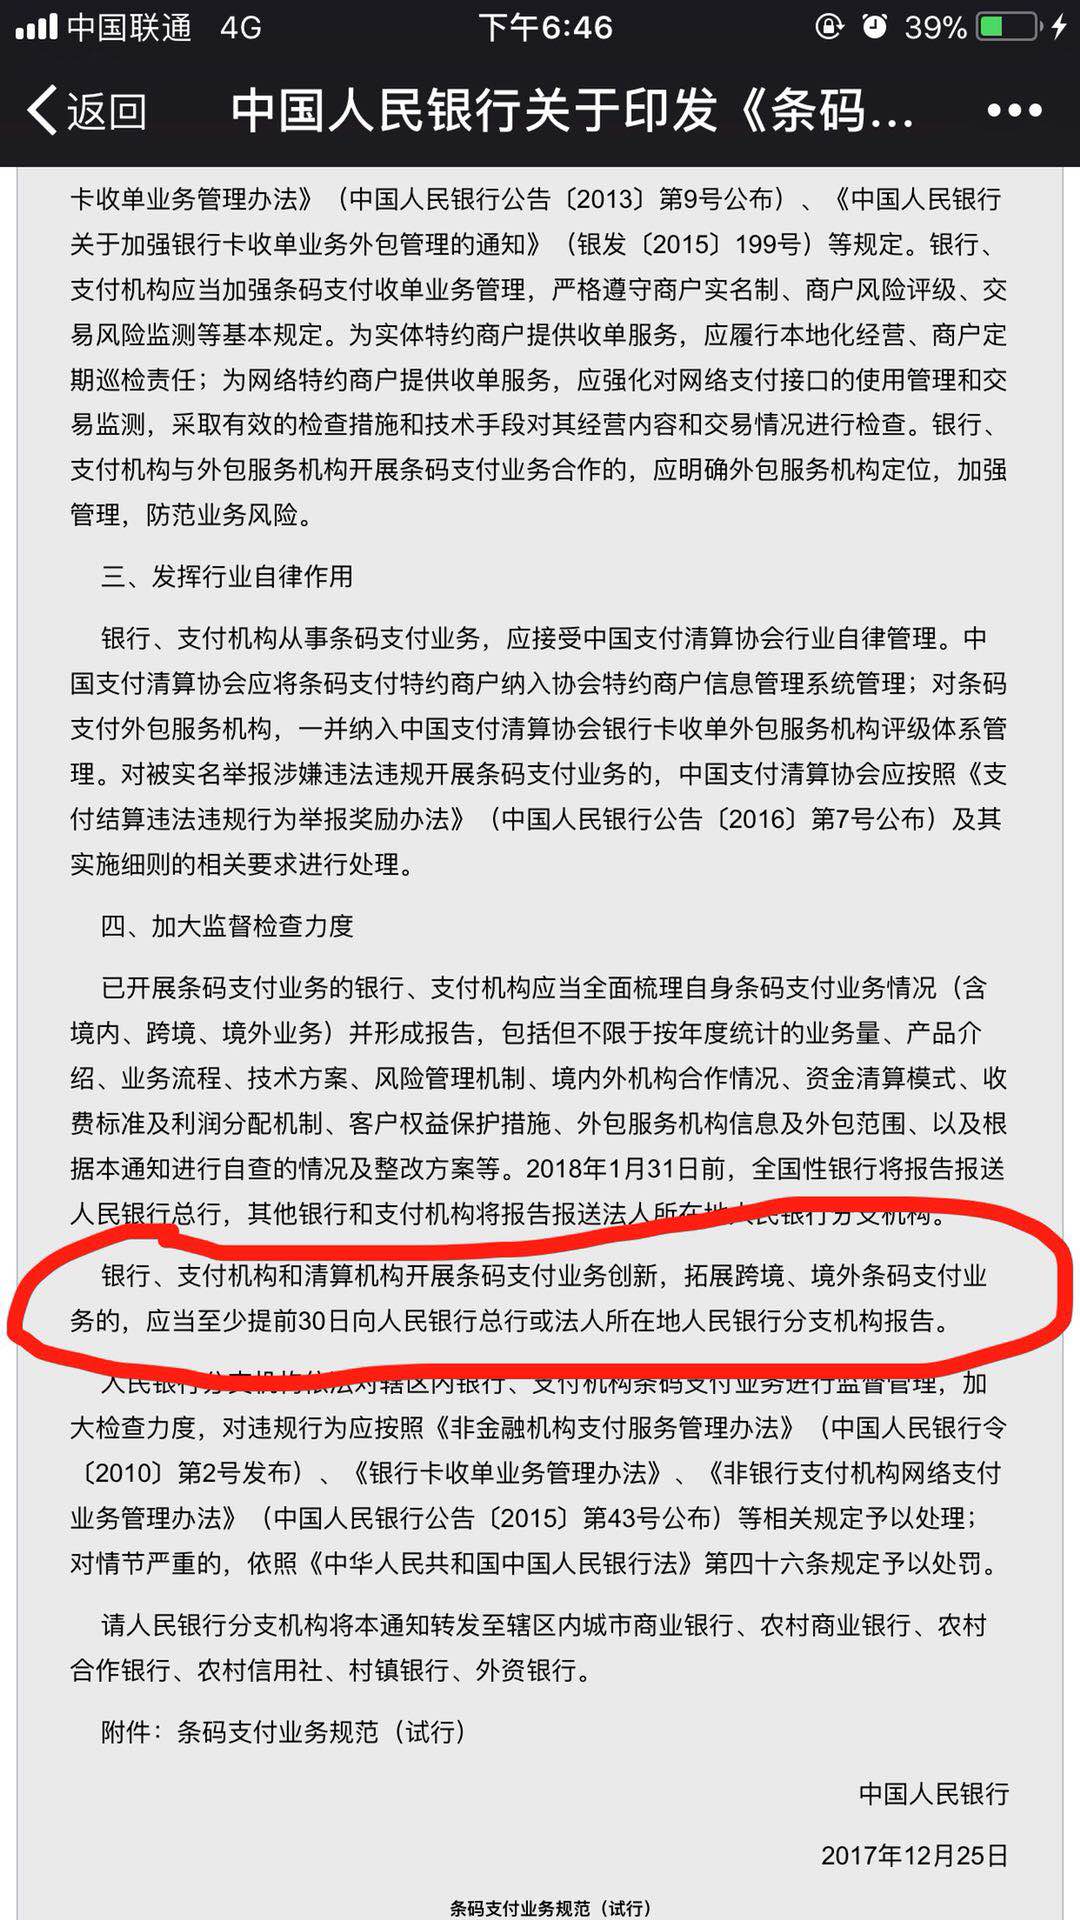 中国联通 4G 下午6:46 39%
返回 中国人民银行关于印发《条码...
卡收单业务管理办法》（中国人民银行公告〔2013〕第9号公布）、《中国人民银行
关于加强银行卡收单业务外包管理的通知》（银发〔2015〕199号）等规定。银行、
支付机构应当加强条码支付收单业务管理，严格遵守商户实名制、商户风险评级、交
易风险监测等基本规定。为实体特约商户提供收单服务，应履行本地化经营、商户定
期巡检责任；为网络特约商户提供收单服务，应强化对网络支付接口的使用管理和交
易监测，采取有效的检查措施和技术手段对其经营内容和交易情况进行检查。银行、
支付机构与外包服务机构开展条码支付业务合作的，应明确外包服务机构定位，加强
管理，防范业务风险。
三、发挥行业自律作用
银行、支付机构从事条码支付业务，应接受中国支付清算协会行业自律管理。中
国支付清算协会应将条码支付特约商户纳入协会特约商户信息管理系统管理；对条码
支付外包服务机构，一并纳入中国支付清算协会银行卡收单外包服务机构评级体系管
理。对被实名举报涉嫌违法违规开展条码支付业务的，中国支付清算协会应按照《支
付结算违法违规行为举报奖励办法》（中国人民银行公告〔2016〕第7号公布）及其
实施细则的相关要求进行处理。
四、加大监督检查力度
已开展条码支付业务的银行、支付机构应当全面梳理自身条码支付业务情况（含
境内、跨境、境外业务）并形成报告，包括但不限于按年度统计的业务量、产品介
绍、业务流程、技术方案、风险管理机制、境内外机构合作情况、资金清算模式、收
费标准及利润分配机制、客户权益保护措施、外包服务机构信息及外包范围、以及根
据本通知进行自查的情况及整改方案等。2018年1月31日前，全国性银行将报告报送
人民银行总行，其他银行和支付机构将报告报送法人所在地人民银行分支机构。
银行、支付机构和清算机构开展条码支付业务创新，拓展跨境、境外条码支付业
务的，应当至少提前30日向人民银行总行或法人所在地人民银行分支机构报告。
人民银行分支机构依法对辖区内银行、支付机构条码支付业务进行监督管理，加
大检查力度，对违规行为应按照《非金融机构支付服务管理办法》（中国人民银行令
〔2010〕第2号发布）、《银行卡收单业务管理办法》、《非银行支付机构网络支付
业务管理办法》（中国人民银行公告〔2015〕第43号公布）等相关规定予以处理；
对情节严重的，依照《中华人民共和国中国人民银行法》第四十六条规定予以处罚。
请人民银行分支机构将本通知转发至辖区内城市商业银行、农村商业银行、农村
合作银行、农村信用社、村镇银行、外资银行。
附件：条码支付业务规范（试行）
中国人民银行
2017年12月25日
条码支付业务规范（试行）